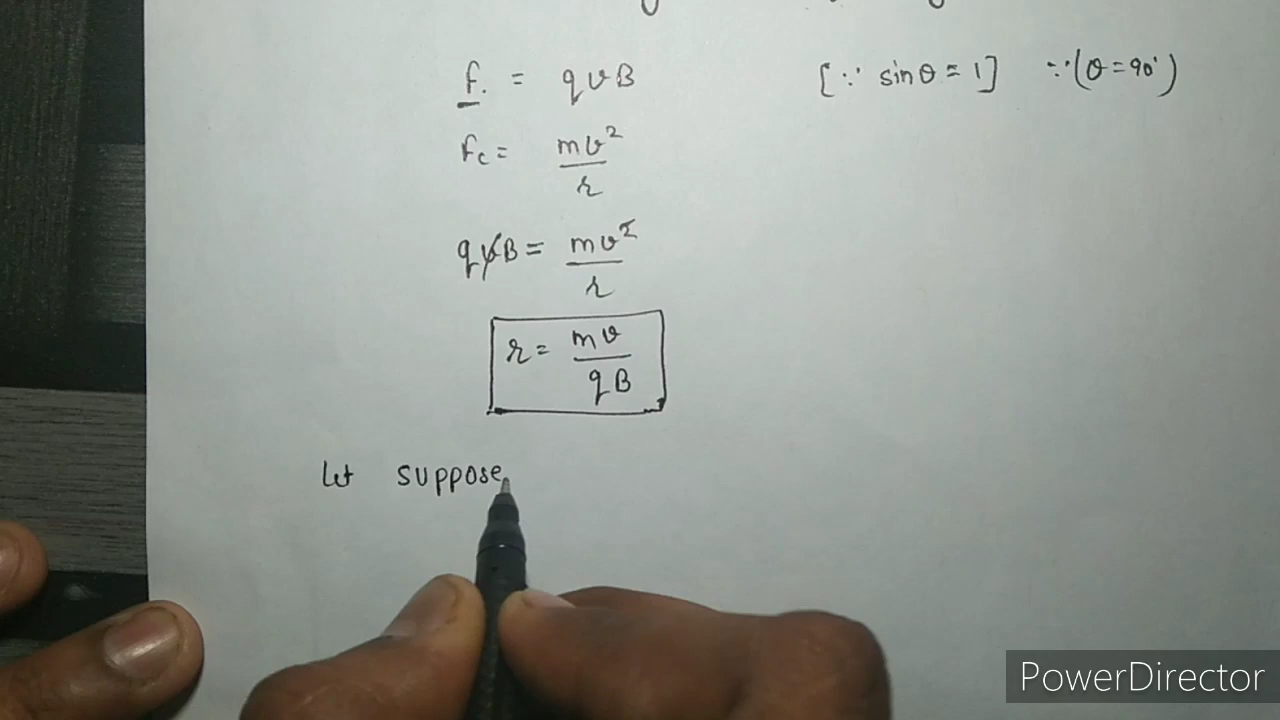 f. = qvB [∵ sinθ = 1] ∵(θ = 90°)
Fc = mv²/r
qvB = mv²/r
r = mv/qB
let suppose
PowerDirector